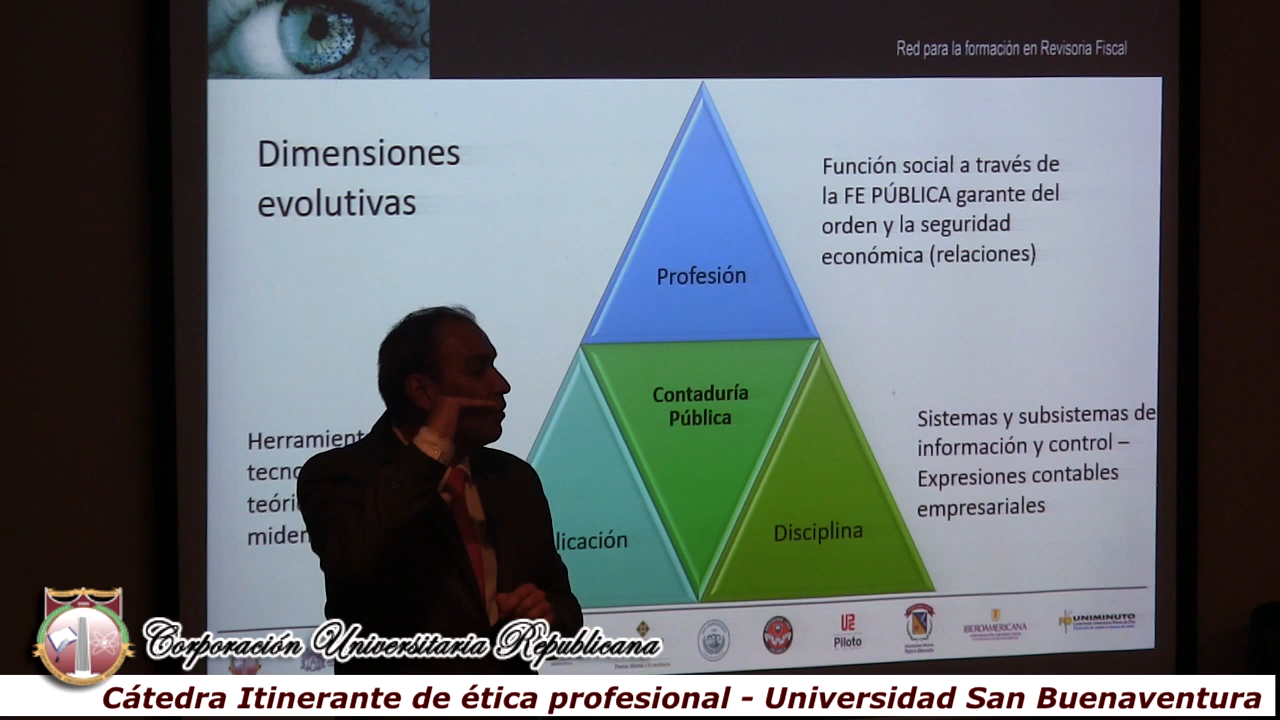 Red para la formación en Revisoria Fiscal
Dimensiones
evolutivas
Función social a través de
la FE PÚBLICA garante del
orden y la seguridad
económica (relaciones)
Profesión
Contaduría
Pública
Sistemas y subsistemas de
información y control –
Expresiones contables
empresariales
Herramient
tecno
teóri
miden
licación
Disciplina
Piloto
IBEROAMERICANA
UNIMINUTO
Corporación Universitaria Republicana
Cátedra Itinerante de ética profesional - Universidad San Buenaventura